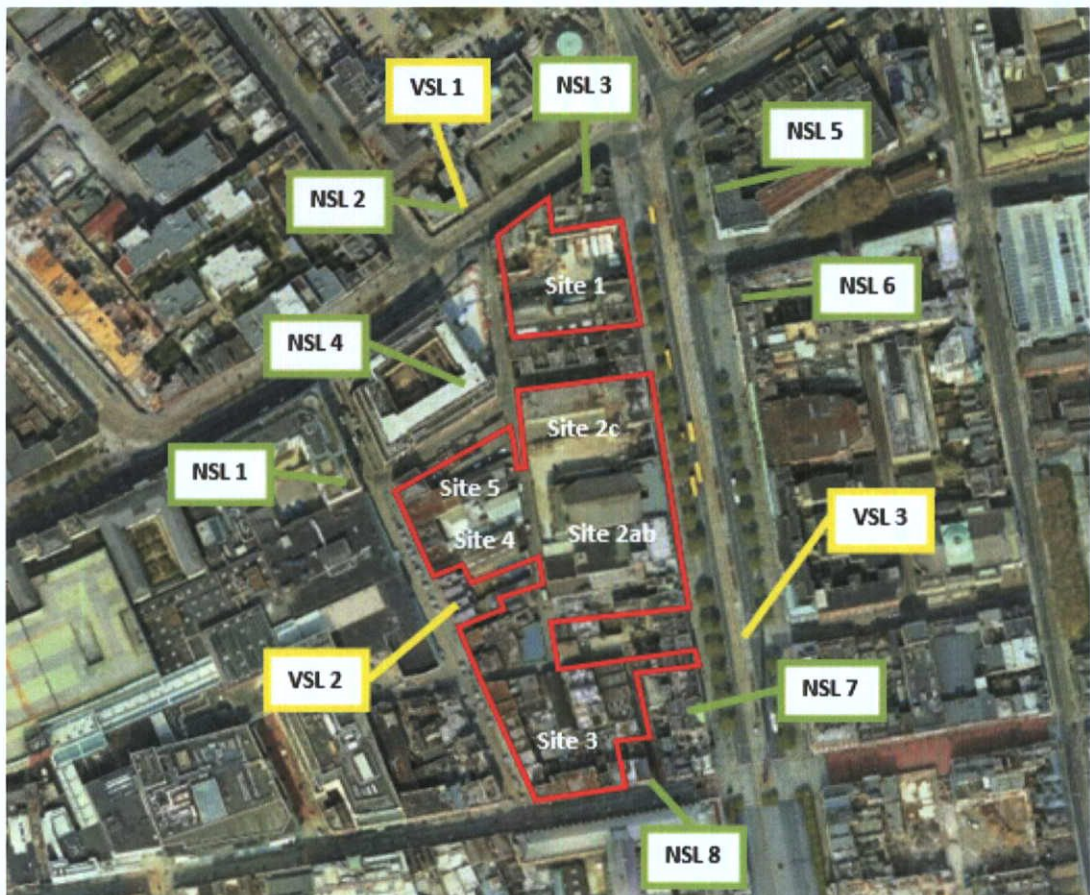 VSL 1
NSL 3
NSL 5
NSL 2
NSL 6
Site 1
NSL 4
Site 2c
NSL 1
Site 5
VSL 3
Site 4
Site 2ab
VSL 2
NSL 7
Site 3
NSL 8